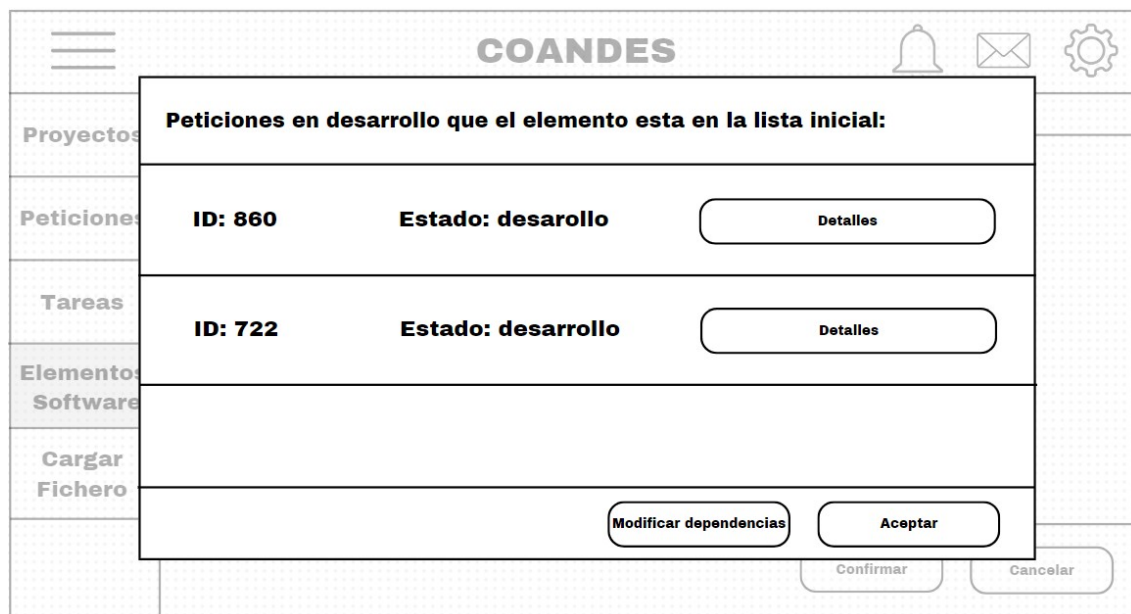 COANDES
Proyectos
Peticiones
Tareas
Elementos
Software
Cargar
Fichero
Peticiones en desarrollo que el elemento esta en la lista inicial:
ID: 860 Estado: desarollo Detalles
ID: 722 Estado: desarrollo Detalles
Modificar dependencias Aceptar
Confirmar Cancelar